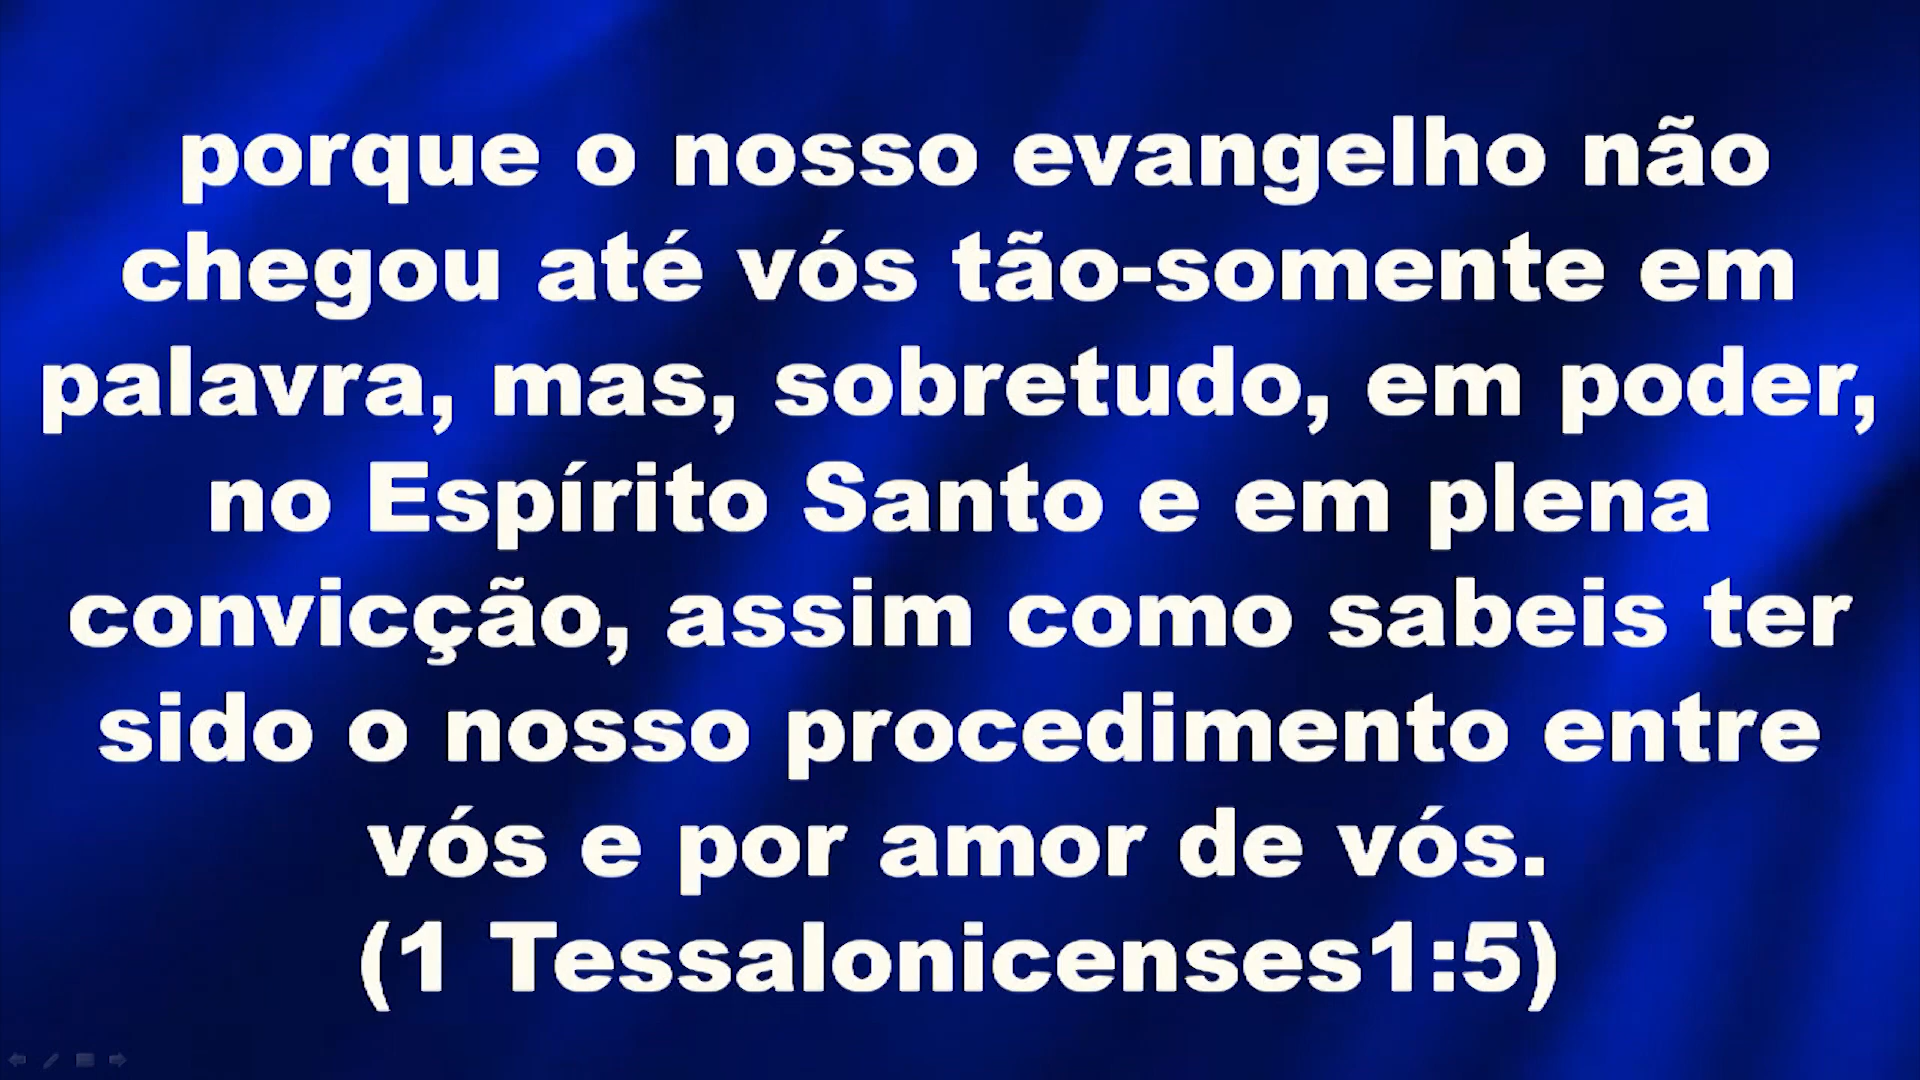 porque o nosso evangelho não
chegou até vós tão-somente em
palavra, mas, sobretudo, em poder,
no Espírito Santo e em plena
convicção, assim como sabeis ter
sido o nosso procedimento entre
vós e por amor de vós.
(1 Tessalonicenses1:5)